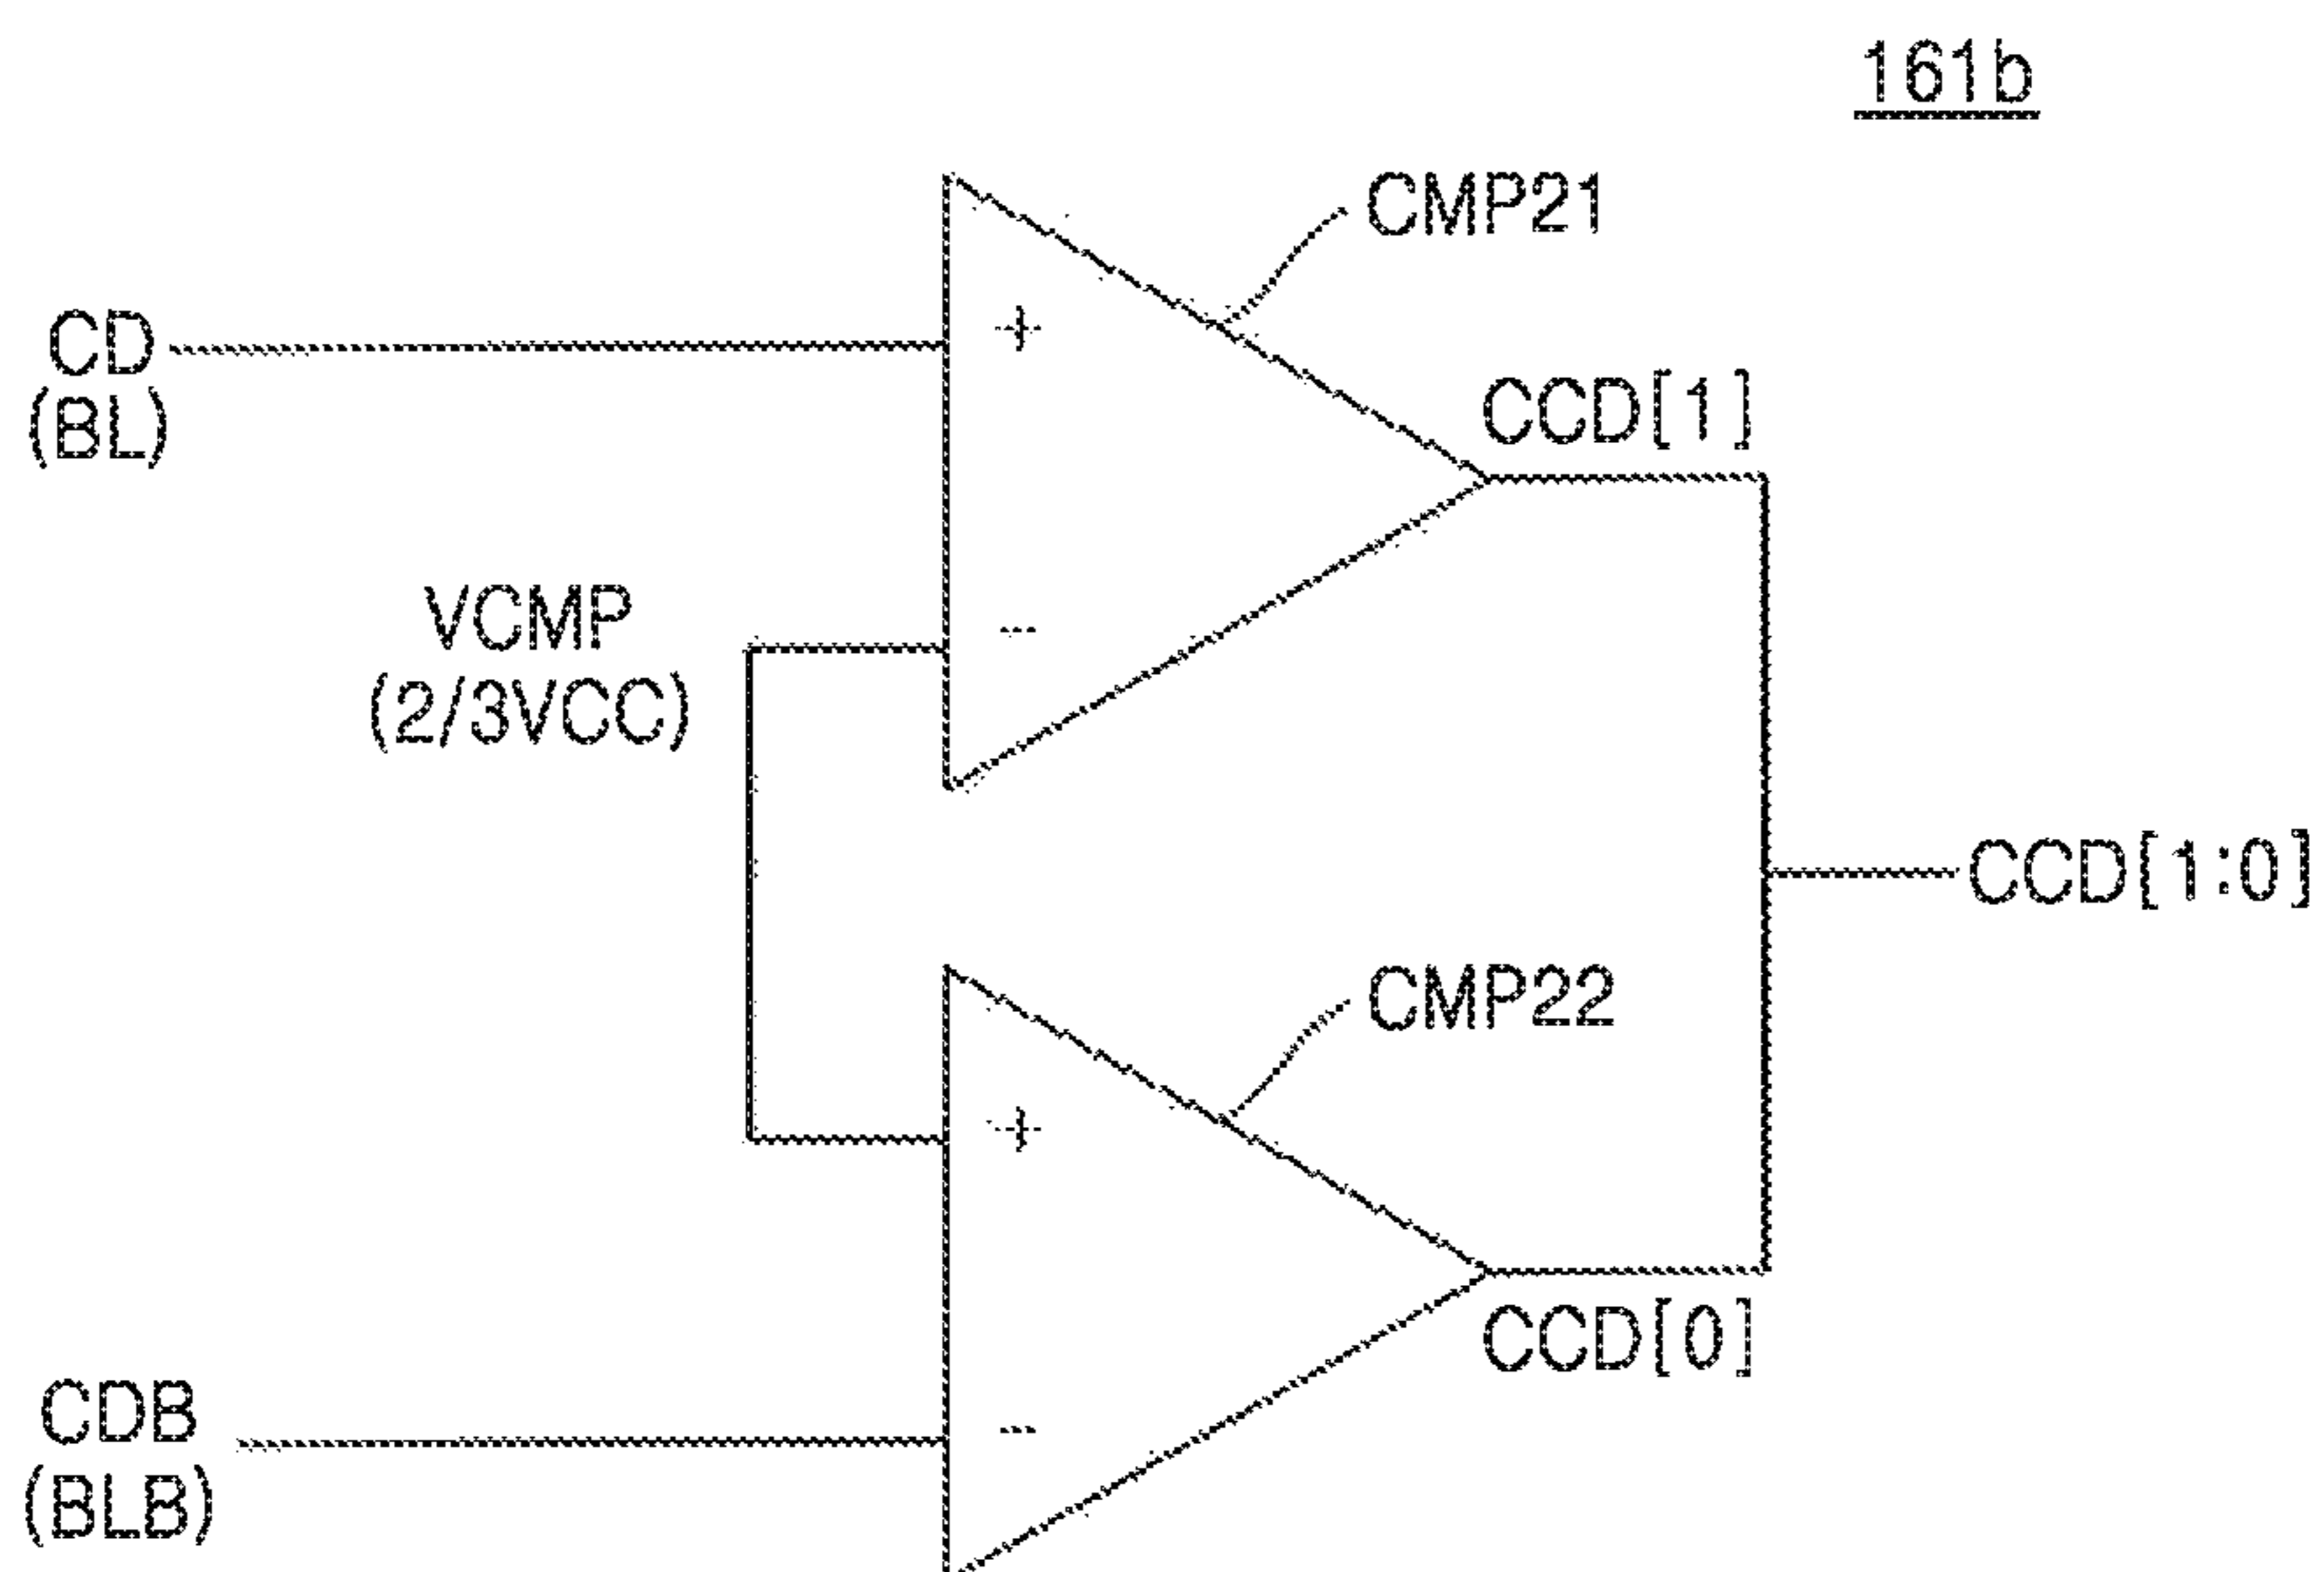 161b
CMP21
+
CD
(BL)
CCD[1]
VCMP
(2/3VCC)
-
CCD[1:0]
CMP22
+
CCD[0]
CDB
(BLB)
-